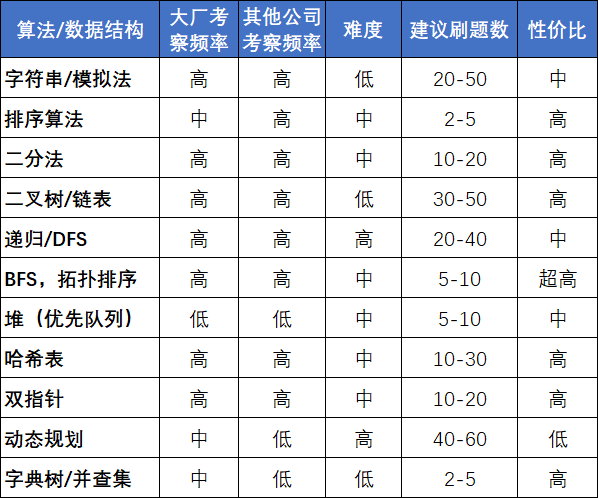 算法/数据结构 大厂考察频率 其他公司考察频率 难度 建议刷题数 性价比
字符串/模拟法 高 高 低 20-50 中
排序算法 中 高 中 2-5 高
二分法 高 高 中 10-20 高
二叉树/链表 高 高 低 30-50 高
递归/DFS 高 高 高 20-40 中
BFS，拓扑排序 高 高 中 5-10 超高
堆（优先队列） 低 低 中 5-10 中
哈希表 高 高 中 10-30 高
双指针 高 高 中 10-20 高
动态规划 中 低 高 40-60 低
字典树/并查集 中 低 低 2-5 高